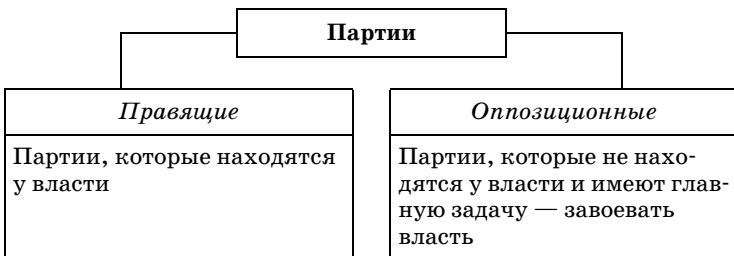 Партии
Правящие
Партии, которые находятся
у власти
Оппозиционные
Партии, которые не нахо-
дятся у власти и имеют глав-
ную задачу — завоевать
власть